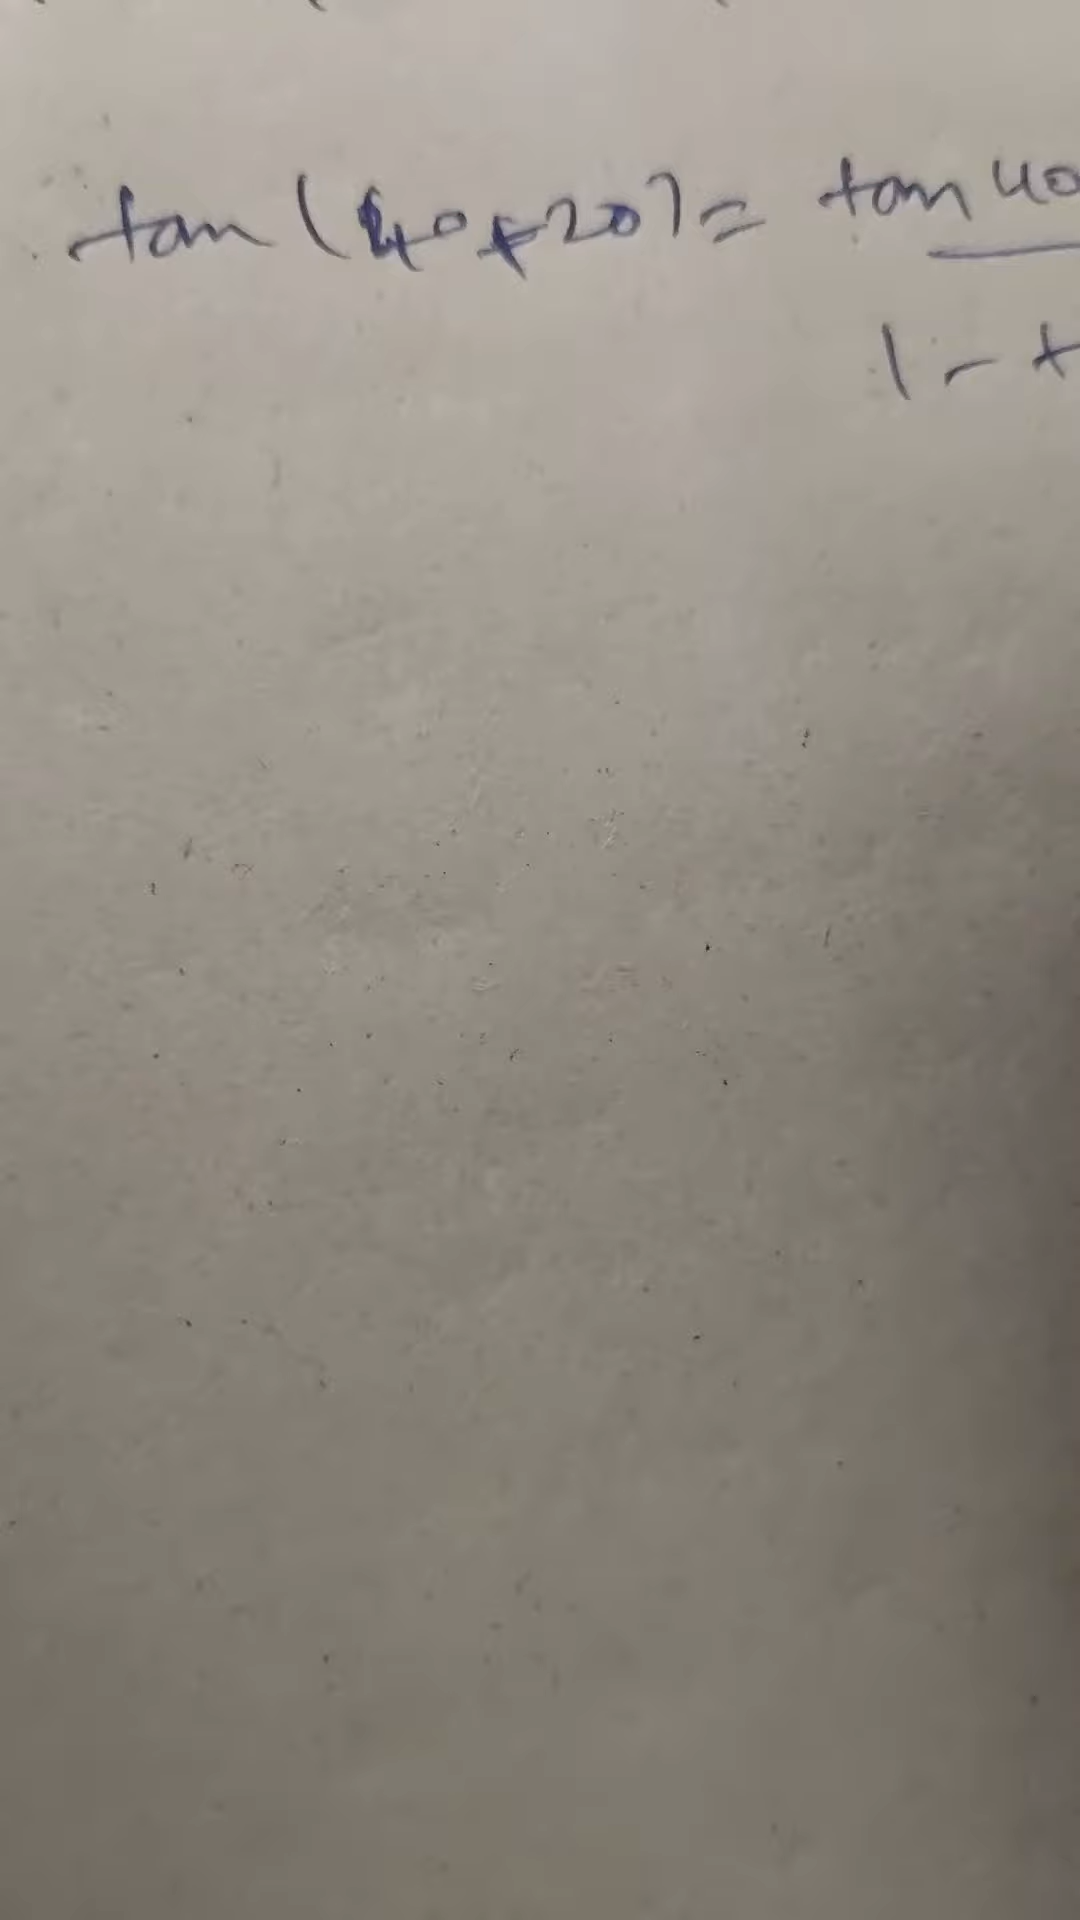 tan (40+20) = tan 40
1 - t